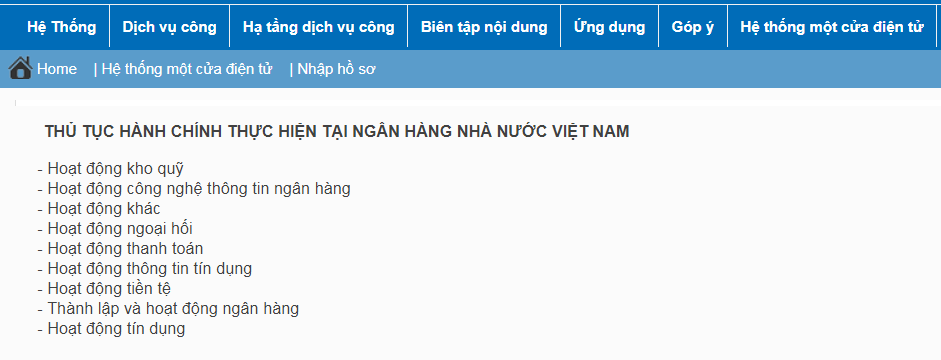 Hệ Thống Dịch vụ công Hạ tầng dịch vụ công Biên tập nội dung Ứng dụng Góp ý Hệ thống một cửa điện tử
Home | Hệ thống một cửa điện tử | Nhập hồ sơ
THỦ TỤC HÀNH CHÍNH THỰC HIỆN TẠI NGÂN HÀNG NHÀ NƯỚC VIỆT NAM
- Hoạt động kho quỹ
- Hoạt động công nghệ thông tin ngân hàng
- Hoạt động khác
- Hoạt động ngoại hối
- Hoạt động thanh toán
- Hoạt động thông tin tín dụng
- Hoạt động tiền tệ
- Thành lập và hoạt động ngân hàng
- Hoạt động tín dụng